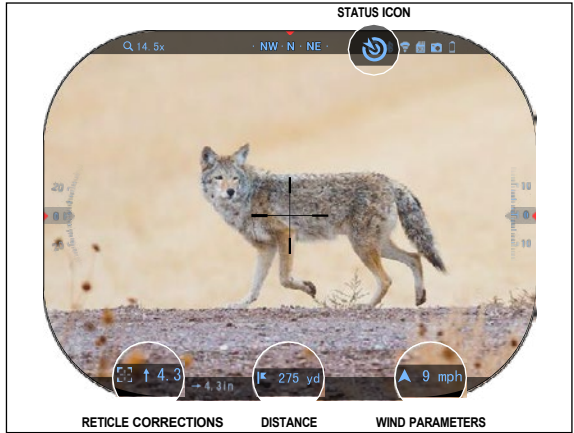 STATUS ICON
14.5x
· NW · N · NE ·
20
0
10
10
0
10
↑ 4.3
→ 4.3in
275 yd
9 mph
RETICLE CORRECTIONS DISTANCE WIND PARAMETERS